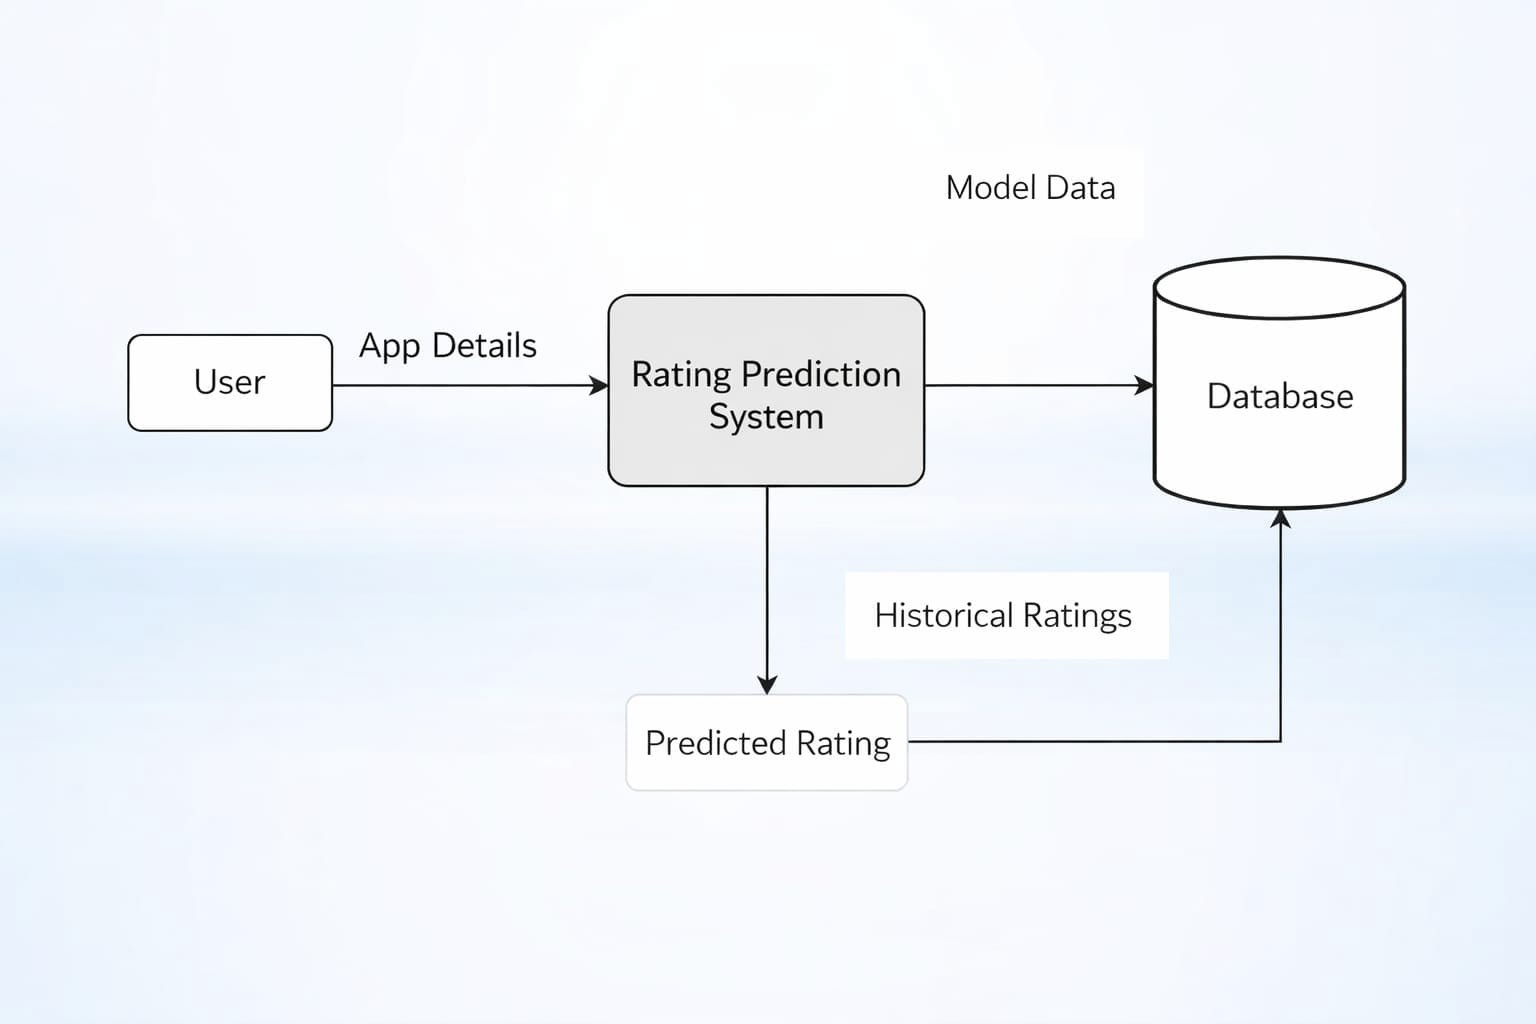 Model Data
App Details
User
Rating Prediction
System
Database
Historical Ratings
Predicted Rating